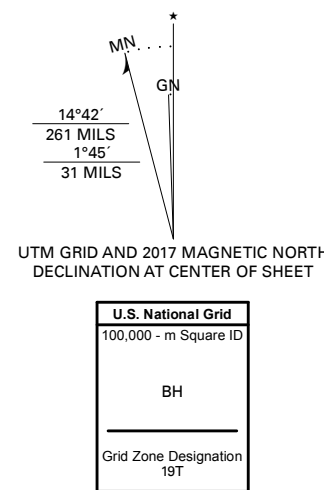 ★
MN
GN
14°42´
261 MILS
1°45´
31 MILS
UTM GRID AND 2017 MAGNETIC NORTH
DECLINATION AT CENTER OF SHEET
U.S. National Grid
100,000 - m Square ID
BH
Grid Zone Designation
19T